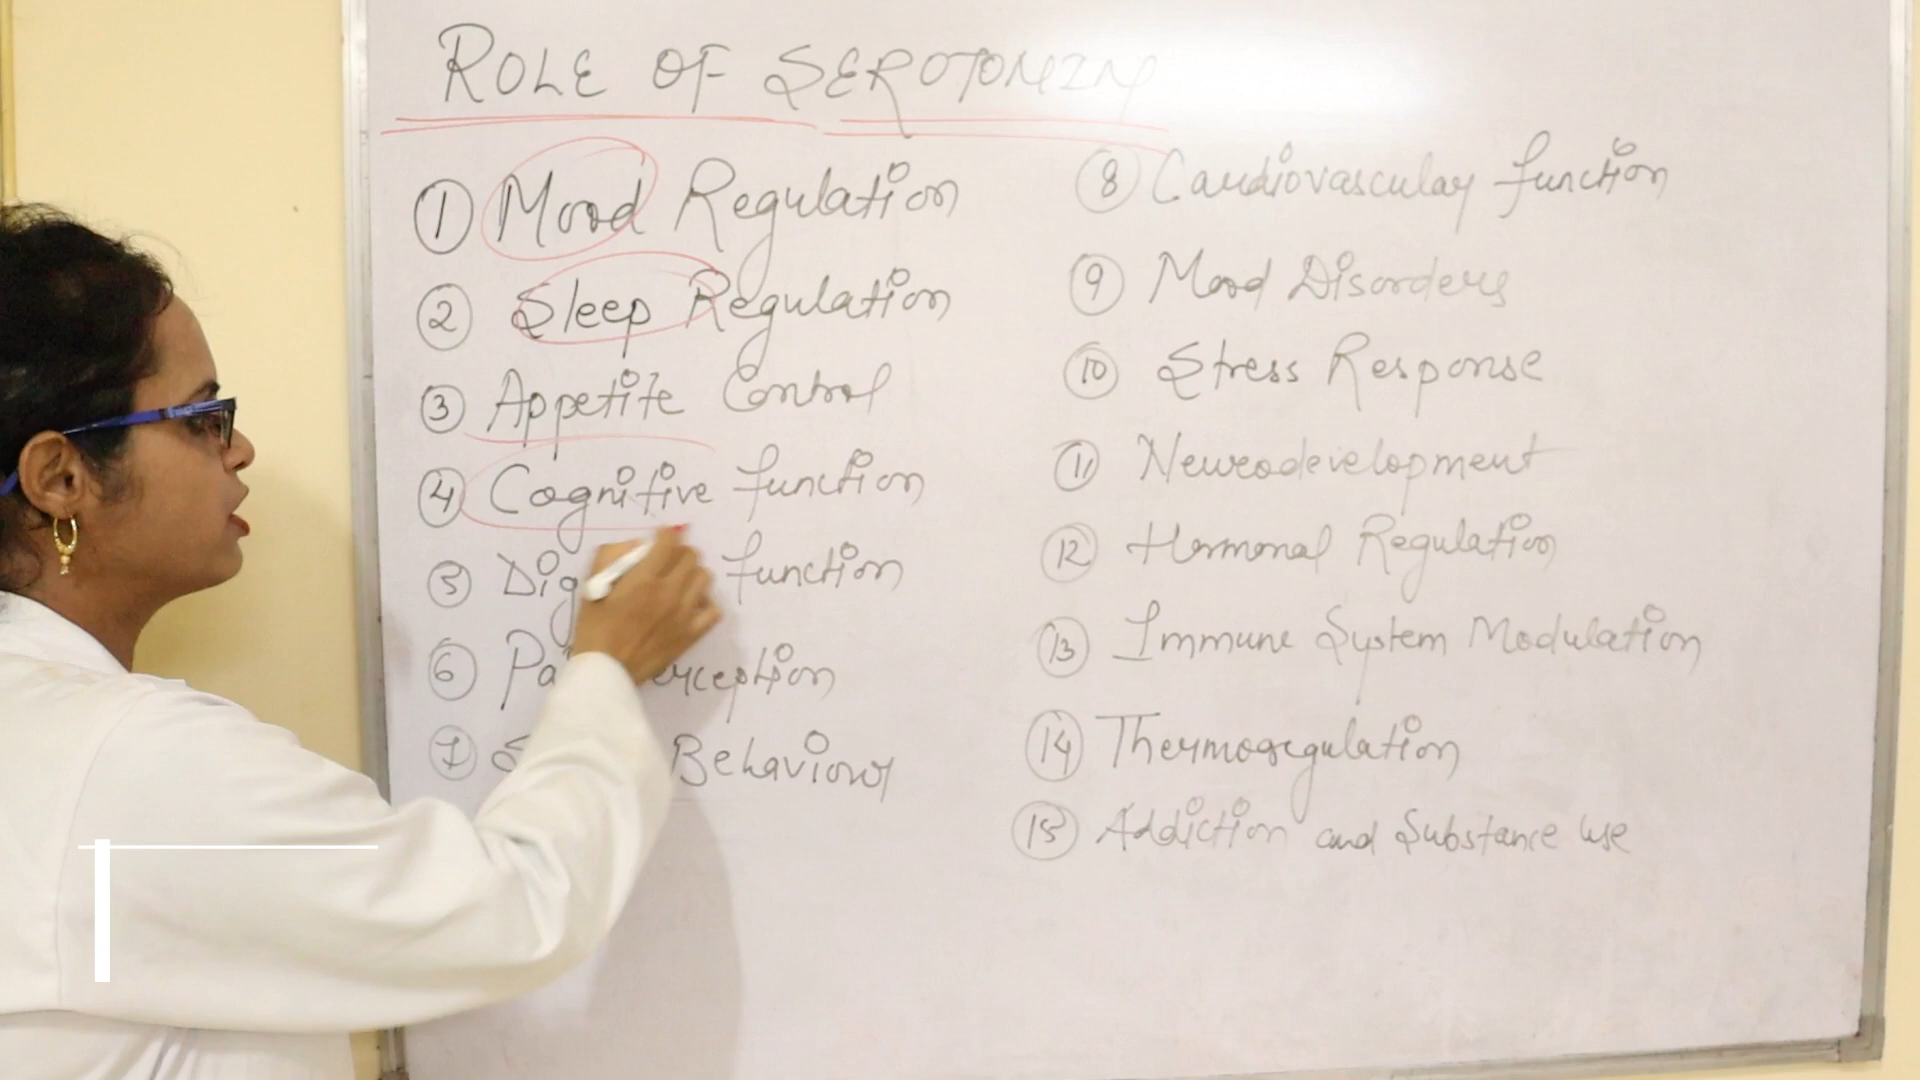 ROLE OF SEROTONIN
① Mood Regulation
② Sleep Regulation
③ Appetite Control
④ Cognitive function
⑤ function
⑥
⑦ Behaviour
⑧ Cardiovascular function
⑨ Mood Disorders
⑩ Stress Response
⑪ Neurodevelopment
⑫ Hormonal Regulation
⑬ Immune System Modulation
⑭ Thermoregulation
⑮ Addiction and Substance use